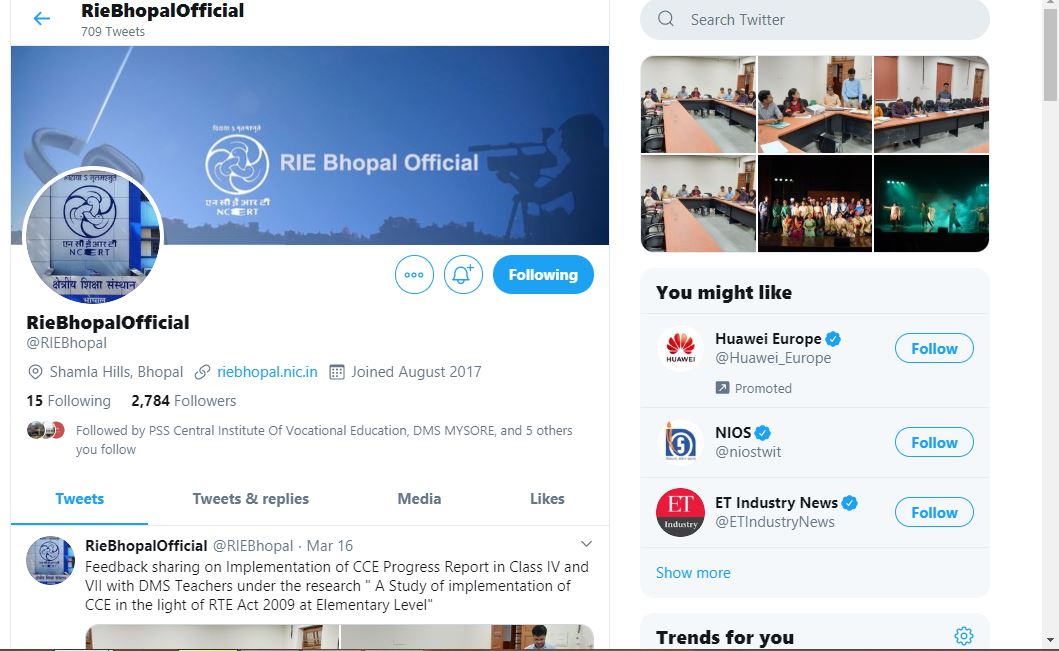 RieBhopalOfficial
709 Tweets
एन सी ई आर टी
NCERT
RIE Bhopal Official
एन सी ई आर टी
NCERT
क्षेत्रीय शिक्षा संस्थान
भोपाल
Following
RieBhopalOfficial
@RIEBhopal
Shamla Hills, Bhopal riebhopal.nic.in Joined August 2017
15 Following 2,784 Followers
Followed by PSS Central Institute Of Vocational Education, DMS MYSORE, and 5 others
you follow
Tweets Tweets & replies Media Likes
RieBhopalOfficial @RIEBhopal · Mar 16
Feedback sharing on Implementation of CCE Progress Report in Class IV and
VII with DMS Teachers under the research " A Study of implementation of
CCE in the light of RTE Act 2009 at Elementary Level"
Search Twitter
You might like
HUAWEI
Huawei Europe
@Huawei_Europe
Follow
Promoted
NIOS
@niostwit
Follow
ET
Industry
ET Industry News
@ETIndustryNews
Follow
Show more
Trends for you